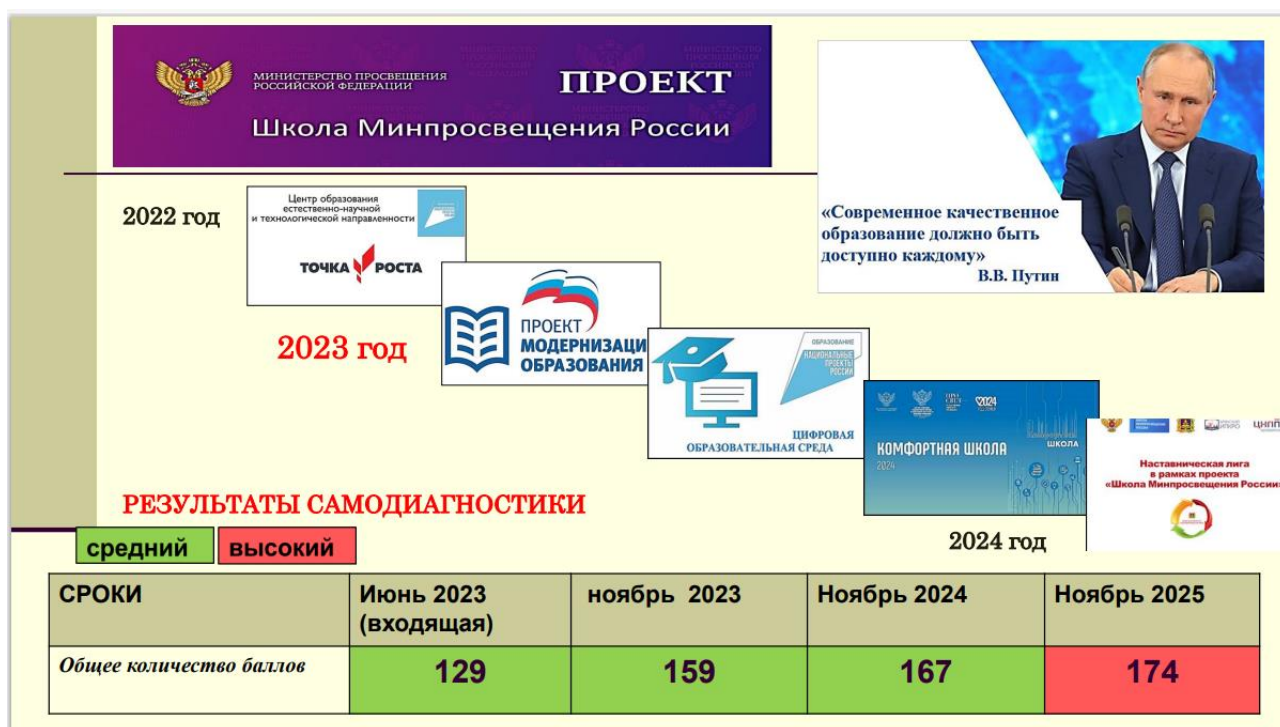 МИНИСТЕРСТВО ПРОСВЕЩЕНИЯ
РОССИЙСКОЙ ФЕДЕРАЦИИ
ПРОЕКТ
Школа Минпросвещения России
«Современное качественное
образование должно быть
доступно каждому»
В.В. Путин
2022 год
Центр образования
естественно-научной
и технологической направленности
ТОЧКА РОСТА
2023 год
ПРОЕКТ
МОДЕРНИЗАЦИ
ОБРАЗОВАНИЯ
ОБРАЗОВАНИЕ
НАЦИОНАЛЬНЫЕ
ПРОЕКТЫ
РОССИИ
ЦИФРОВАЯ
ОБРАЗОВАТЕЛЬНАЯ СРЕДА
КОМФОРТНАЯ ШКОЛА
2024
ШКОЛА
Наставническая лига
в рамках проекта
«Школа Минпросвещения России»
2024 год
РЕЗУЛЬТАТЫ САМОДИАГНОСТИКИ
средний высокий
СРОКИ Июнь 2023 (входящая) ноябрь 2023 Ноябрь 2024 Ноябрь 2025
Общее количество баллов 129 159 167 174